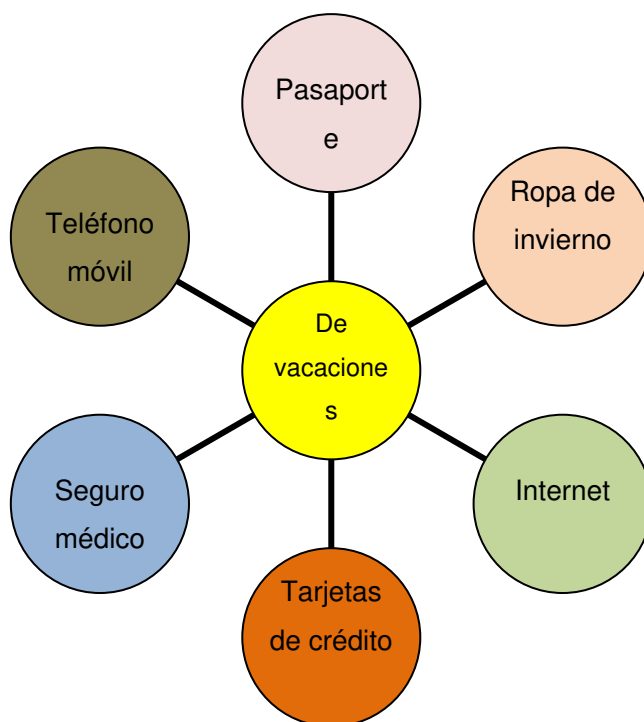 Pasaport
e
Ropa de
invierno
Teléfono
móvil
De
vacacione
s
Seguro
médico
Internet
Tarjetas
de crédito